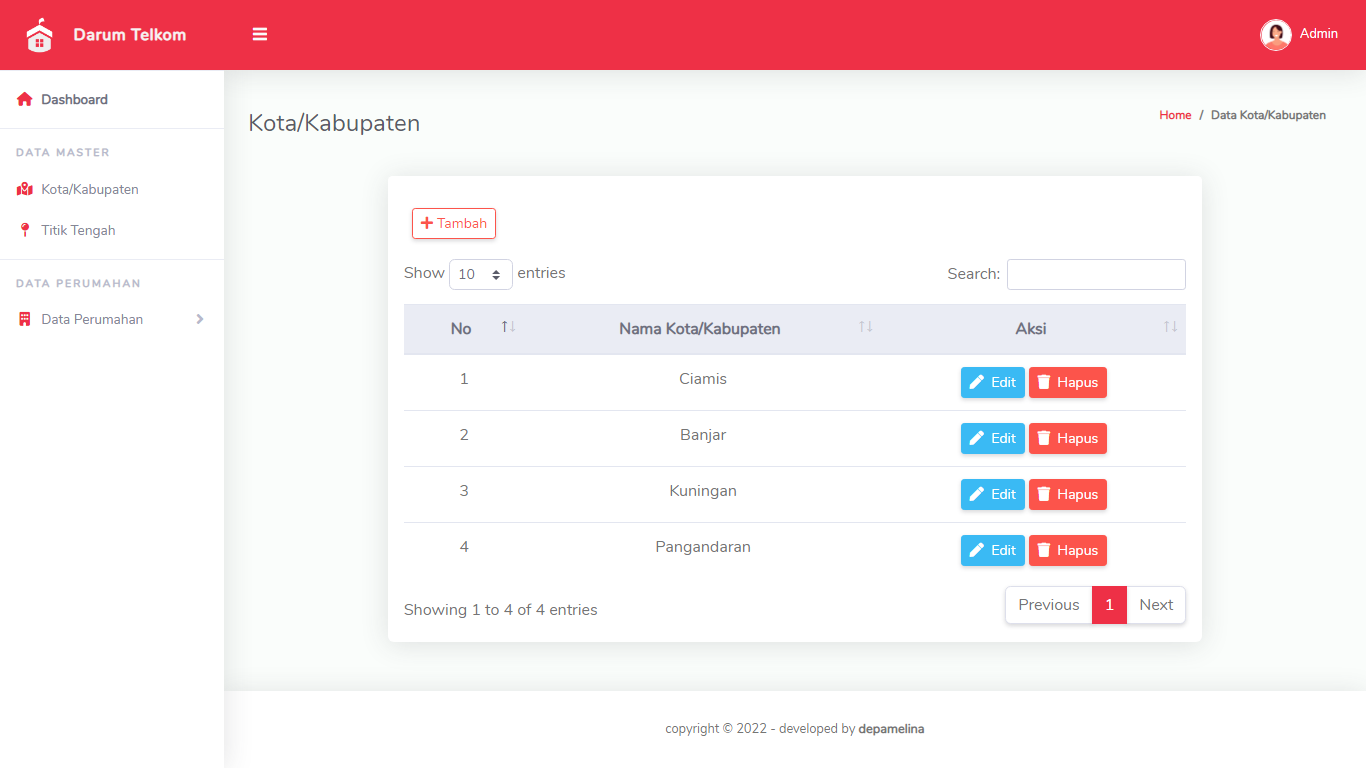 Darum Telkom
Admin
Dashboard
DATA MASTER
Kota/Kabupaten
Titik Tengah
DATA PERUMAHAN
Data Perumahan
Kota/Kabupaten
Home / Data Kota/Kabupaten
Tambah
Show 10 entries
Search:
No Nama Kota/Kabupaten Aksi
1 Ciamis Edit Hapus
2 Banjar Edit Hapus
3 Kuningan Edit Hapus
4 Pangandaran Edit Hapus
Showing 1 to 4 of 4 entries
Previous 1 Next
copyright © 2022 - developed by depamelina